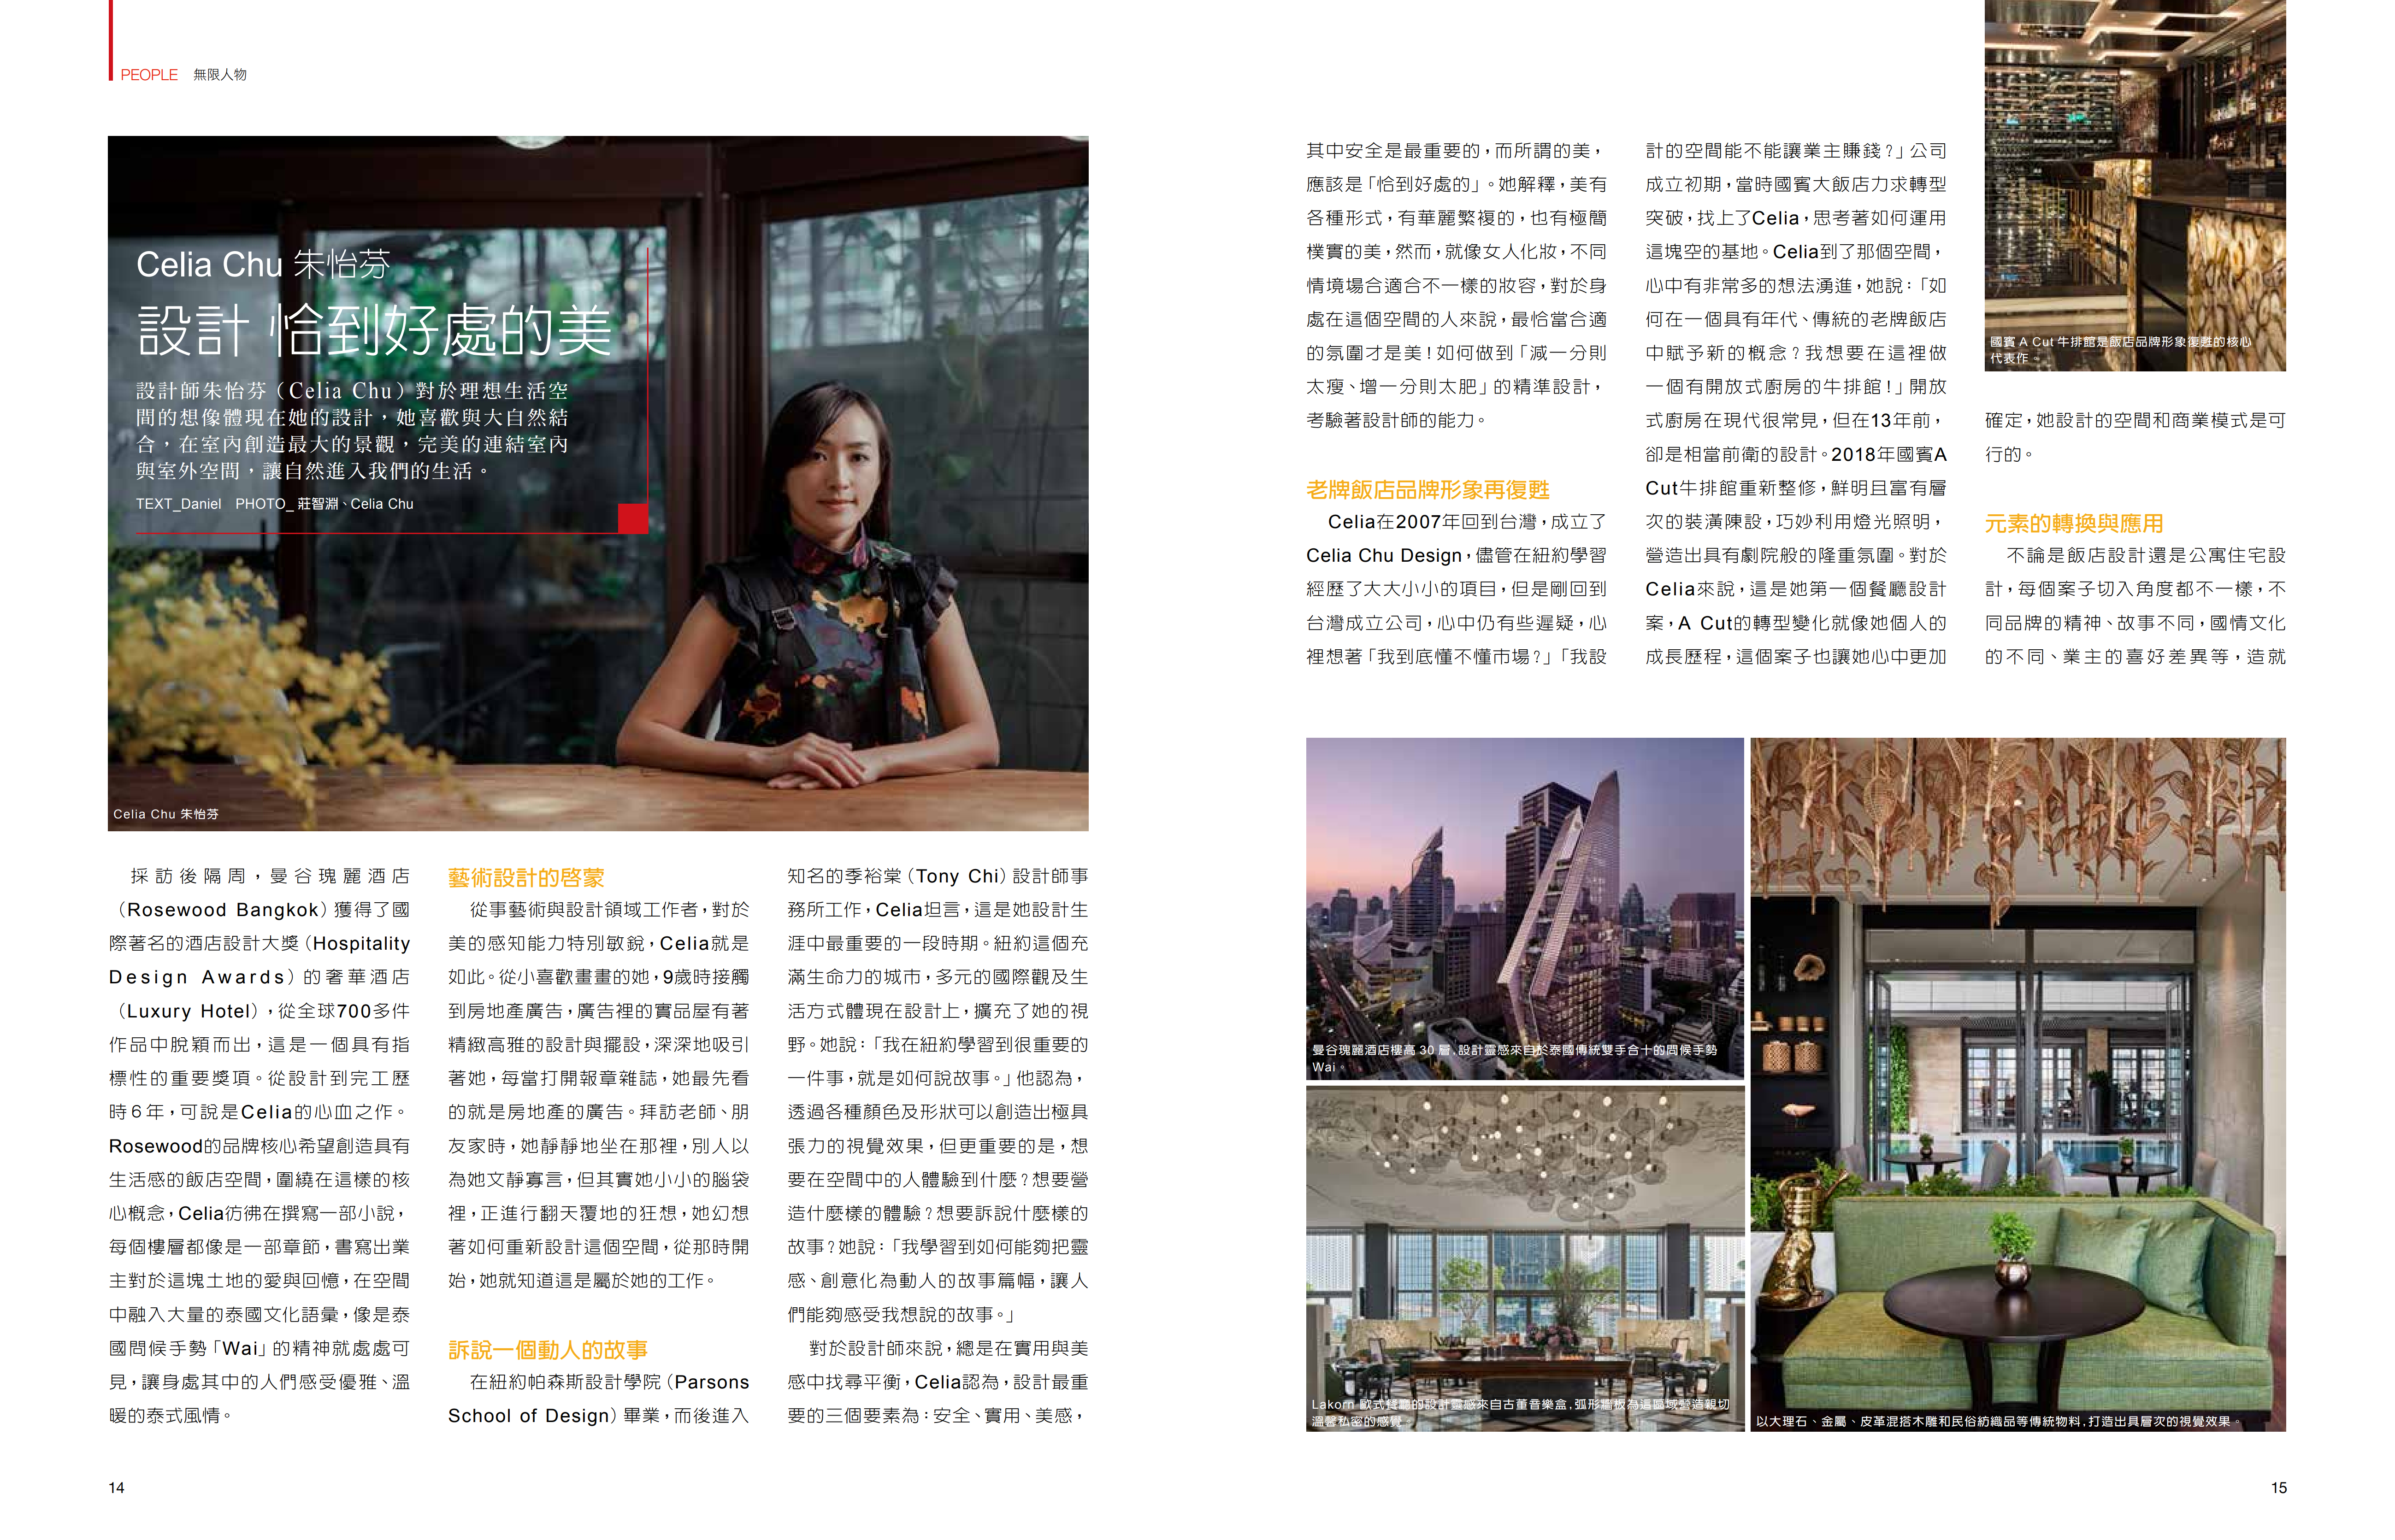 PEOPLE 無限人物
Celia Chu 朱怡芬
設計 恰到好處的美
設計師朱怡芬（Celia Chu）對於理想生活空
間的想像體現在她的設計，她喜歡與大自然結
合，在室內創造最大的景觀，完美的連結室內
與室外空間，讓自然進入我們的生活。
TEXT_Daniel PHOTO_莊智淵、Celia Chu
Celia Chu 朱怡芬
採訪後隔周，曼谷瑰麗酒店
（Rosewood Bangkok）獲得了國
際著名的酒店設計大獎（Hospitality
Design Awards）的奢華酒店
（Luxury Hotel），從全球700多件
作品中脫穎而出，這是一個具有指
標性的重要獎項。從設計到完工歷
時６年，可說是Celia的心血之作。
Rosewood的品牌核心希望創造具有
生活感的飯店空間，圍繞在這樣的核
心概念，Celia彷彿在撰寫一部小說，
每個樓層都像是一部章節，書寫出業
主對於這塊土地的愛與回憶，在空間
中融入大量的泰國文化語彙，像是泰
國問候手勢「Wai」的精神就處處可
見，讓身處其中的人們感受優雅、溫
暖的泰式風情。
藝術設計的啓蒙
從事藝術與設計領域工作者，對於
美的感知能力特別敏銳，Celia就是
如此。從小喜歡畫畫的她，9歲時接觸
到房地產廣告，廣告裡的實品屋有著
精緻高雅的設計與擺設，深深地吸引
著她，每當打開報章雜誌，她最先看
的就是房地產的廣告。拜訪老師、朋
友家時，她靜靜地坐在那裡，別人以
為她文靜寡言，但其實她小小的腦袋
裡，正進行翻天覆地的狂想，她幻想
著如何重新設計這個空間，從那時開
始，她就知道這是屬於她的工作。
訴說一個動人的故事
在紐約帕森斯設計學院（Parsons
School of Design）畢業，而後進入
知名的季裕棠（Tony Chi）設計師事
務所工作，Celia坦言，這是她設計生
涯中最重要的一段時期。紐約這個充
滿生命力的城市，多元的國際觀及生
活方式體現在設計上，擴充了她的視
野。她說：「我在紐約學習到很重要的
一件事，就是如何說故事。」他認為，
透過各種顏色及形狀可以創造出極具
張力的視覺效果，但更重要的是，想
要在空間中的人體驗到什麼？想要營
造什麼樣的體驗？想要訴說什麼樣的
故事？她說：「我學習到如何能夠把靈
感、創意化為動人的故事篇幅，讓人
們能夠感受我想說的故事。」
對於設計師來說，總是在實用與美
感中找尋平衡，Celia認為，設計最重
要的三個要素為：安全、實用、美感，
14
其中安全是最重要的，而所謂的美，
應該是「恰到好處的」。她解釋，美有
各種形式，有華麗繁複的，也有極簡
樸實的美，然而，就像女人化妝，不同
情境場合適合不一樣的妝容，對於身
處在這個空間的人來說，最恰當合適
的氛圍才是美！如何做到「減一分則
太瘦、增一分則太肥」的精準設計，
考驗著設計師的能力。
老牌飯店品牌形象再復甦
Celia在2007年回到台灣，成立了
Celia Chu Design，儘管在紐約學習
經歷了大大小小的項目，但是剛回到
台灣成立公司，心中仍有些遲疑，心
裡想著「我到底懂不懂市場？」「我設
計的空間能不能讓業主賺錢？」公司
成立初期，當時國賓大飯店力求轉型
突破，找上了Celia，思考著如何運用
這塊空的基地。Celia到了那個空間，
心中有非常多的想法湧進，她說：「如
何在一個具有年代、傳統的老牌飯店
中賦予新的概念？我想要在這裡做
一個有開放式廚房的牛排館！」開放
式廚房在現代很常見，但在13年前，
卻是相當前衛的設計。2018年國賓A
Cut牛排館重新整修，鮮明且富有層
次的裝潢陳設，巧妙利用燈光照明，
營造出具有劇院般的隆重氛圍。對於
Celia來說，這是她第一個餐廳設計
案，A Cut的轉型變化就像她個人的
成長歷程，這個案子也讓她心中更加
國賓 A Cut 牛排館是飯店品牌形象復甦的核心
代表作。
確定，她設計的空間和商業模式是可
行的。
元素的轉換與應用
不論是飯店設計還是公寓住宅設
計，每個案子切入角度都不一樣，不
同品牌的精神、故事不同，國情文化
的不同、業主的喜好差異等，造就
曼谷瑰麗酒店樓高 30 層，設計靈感來自於泰國傳統雙手合十的問候手勢
Wai。
Lakorn 歐式餐廳的設計靈感來自古董音樂盒，弧形牆板為這區域營造親切
溫馨私密的感覺。
以大理石、金屬、皮革混搭木雕和民俗紡織品等傳統物料，打造出具層次的視覺效果。
15